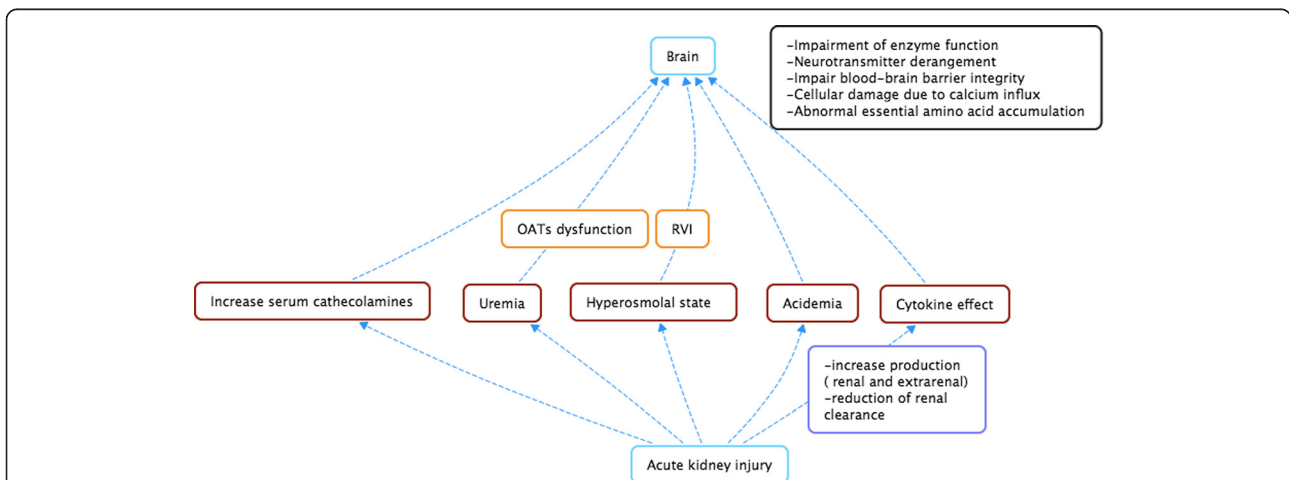 Brain
-Impairment of enzyme function
-Neurotransmitter derangement
-Impair blood-brain barrier integrity
-Cellular damage due to calcium influx
-Abnormal essential amino acid accumulation
OATs dysfunction
RVI
Increase serum cathecolamines
Uremia
Hyperosmolal state
Acidemia
Cytokine effect
-increase production
( renal and extrarenal)
-reduction of renal
clearance
Acute kidney injury